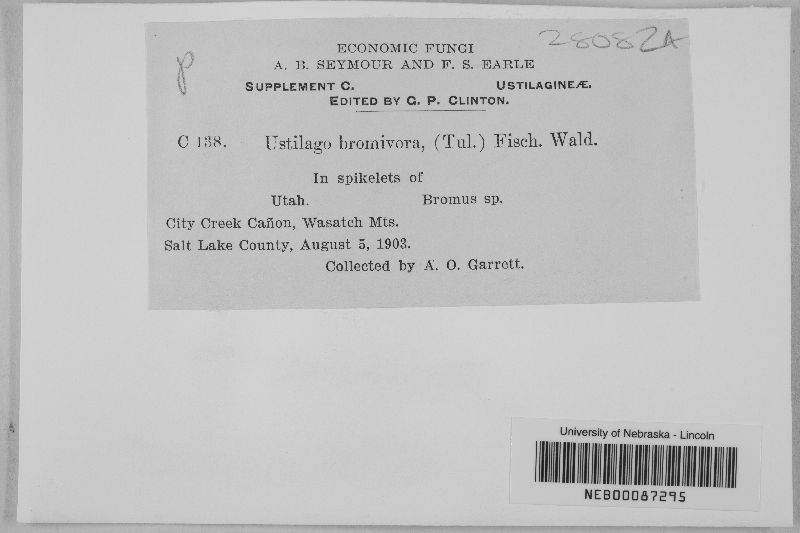 28082A
p
ECONOMIC FUNGI
A. B. SEYMOUR AND F. S. EARLE
SUPPLEMENT C. USTILAGINEÆ.
EDITED BY G. P. CLINTON.
C 138. Ustilago bromivora, (Tul.) Fisch. Wald.
In spikelets of
Utah. Bromus sp.
City Creek Cañon, Wasatch Mts.
Salt Lake County, August 5, 1903.
Collected by A. O. Garrett.
University of Nebraska - Lincoln
NEB00087295